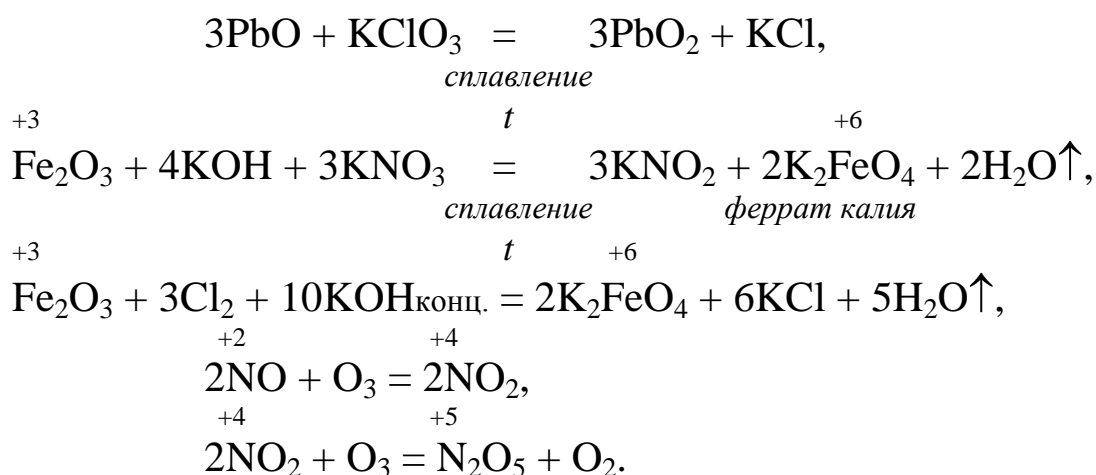 3PbO + KClO₃ = 3PbO₂ + KCl,
сплавление
+3 t +6
Fe₂O₃ + 4KOH + 3KNO₃ = 3KNO₂ + 2K₂FeO₄ + 2H₂O↑,
сплавление феррат калия
+3 t +6
Fe₂O₃ + 3Cl₂ + 10KOHконц. = 2K₂FeO₄ + 6KCl + 5H₂O↑,
+2 +4
2NO + O₃ = 2NO₂,
+4 +5
2NO₂ + O₃ = N₂O₅ + O₂.